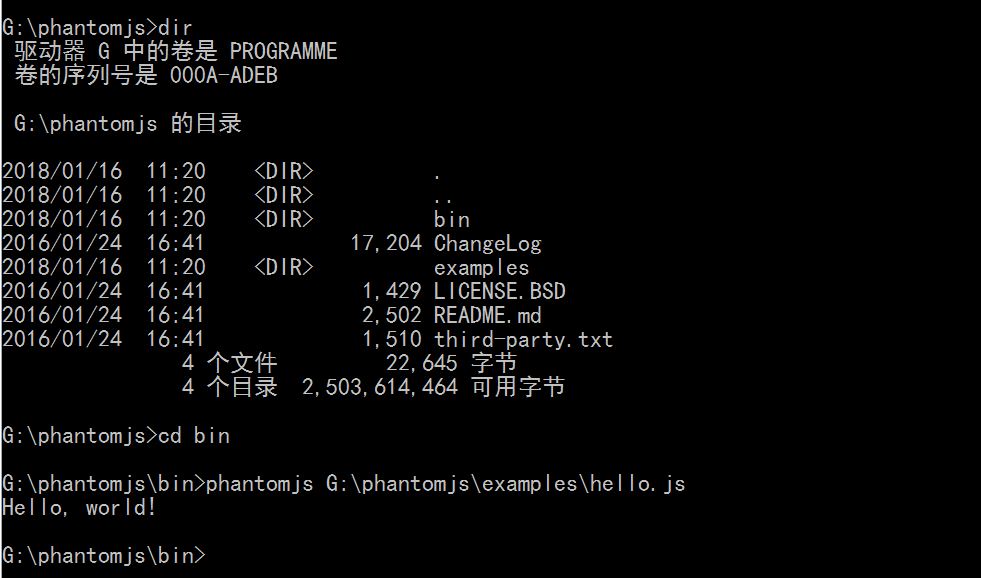 G:\phantomjs>dir
驱动器 G 中的卷是 PROGRAMME
卷的序列号是 000A-ADEB
G:\phantomjs 的目录
2018/01/16  11:20    <DIR>          .
2018/01/16  11:20    <DIR>          ..
2018/01/16  11:20    <DIR>          bin
2016/01/24  16:41            17,204 ChangeLog
2018/01/16  11:20    <DIR>          examples
2016/01/24  16:41             1,429 LICENSE.BSD
2016/01/24  16:41             2,502 README.md
2016/01/24  16:41             1,510 third-party.txt
4 个文件         22,645 字节
4 个目录  2,503,614,464 可用字节
G:\phantomjs>cd bin
G:\phantomjs\bin>phantomjs G:\phantomjs\examples\hello.js
Hello, world!
G:\phantomjs\bin>